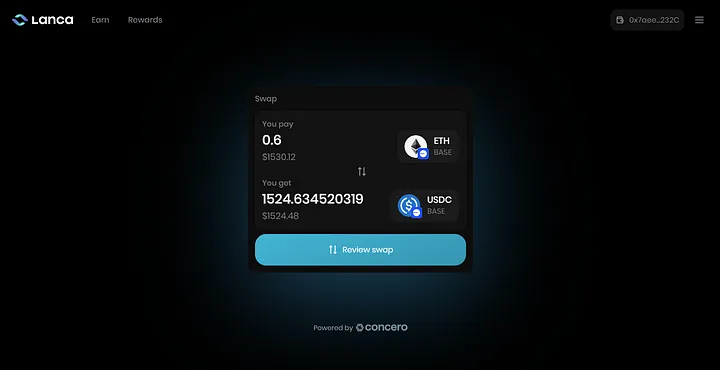 Lanca Earn Rewards 0x7aee...232C
Swap
You pay
0.6
ETH
$1530.12
BASE
You get
1524.634520319
USDC
$1524.48
BASE
Review swap
Powered by concero